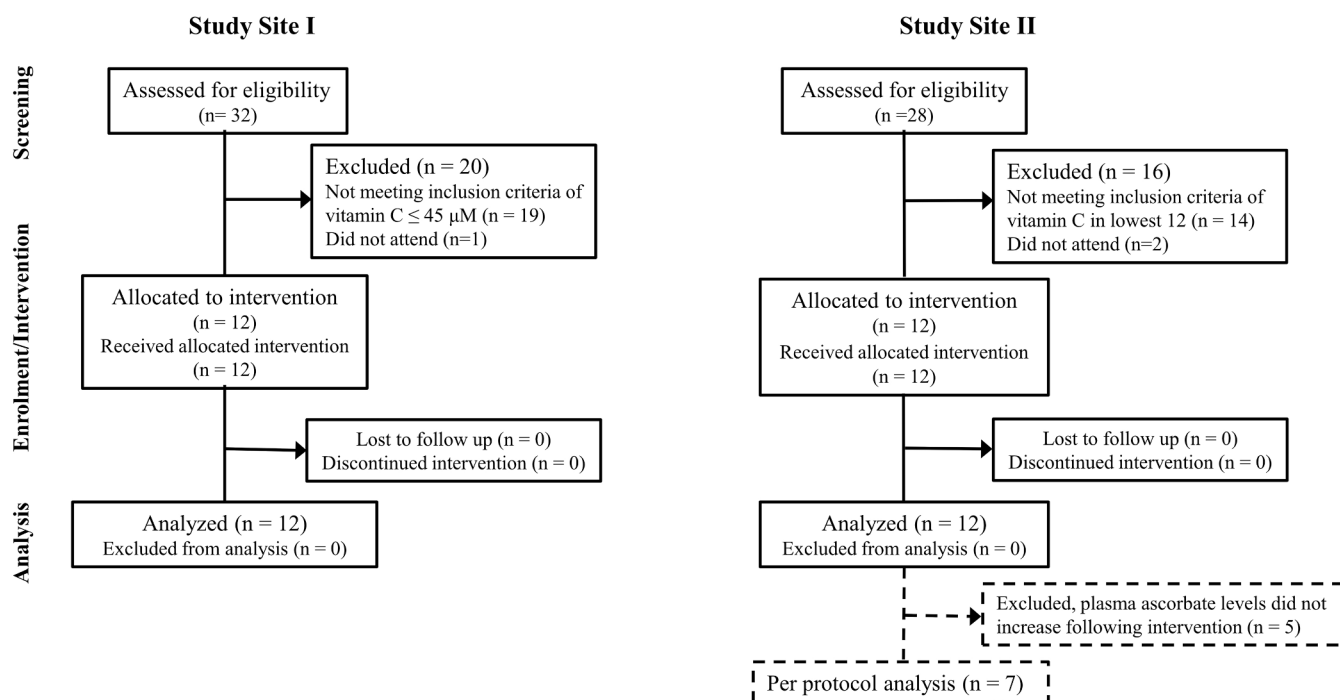 Study Site I
Screening
Assessed for eligibility
(n= 32)
Excluded (n = 20)
Not meeting inclusion criteria of
vitamin C ≤ 45 μM (n = 19)
Did not attend (n=1)
Enrolment/Intervention
Allocated to intervention
(n = 12)
Received allocated intervention
(n = 12)
Lost to follow up (n = 0)
Discontinued intervention (n = 0)
Analysis
Analyzed (n = 12)
Excluded from analysis (n = 0)
Study Site II
Assessed for eligibility
(n =28)
Excluded (n = 16)
Not meeting inclusion criteria of
vitamin C in lowest 12 (n = 14)
Did not attend (n=2)
Allocated to intervention
(n = 12)
Received allocated intervention
(n = 12)
Lost to follow up (n = 0)
Discontinued intervention (n = 0)
Analyzed (n = 12)
Excluded from analysis (n = 0)
Excluded, plasma ascorbate levels did not
increase following intervention (n = 5)
Per protocol analysis (n = 7)